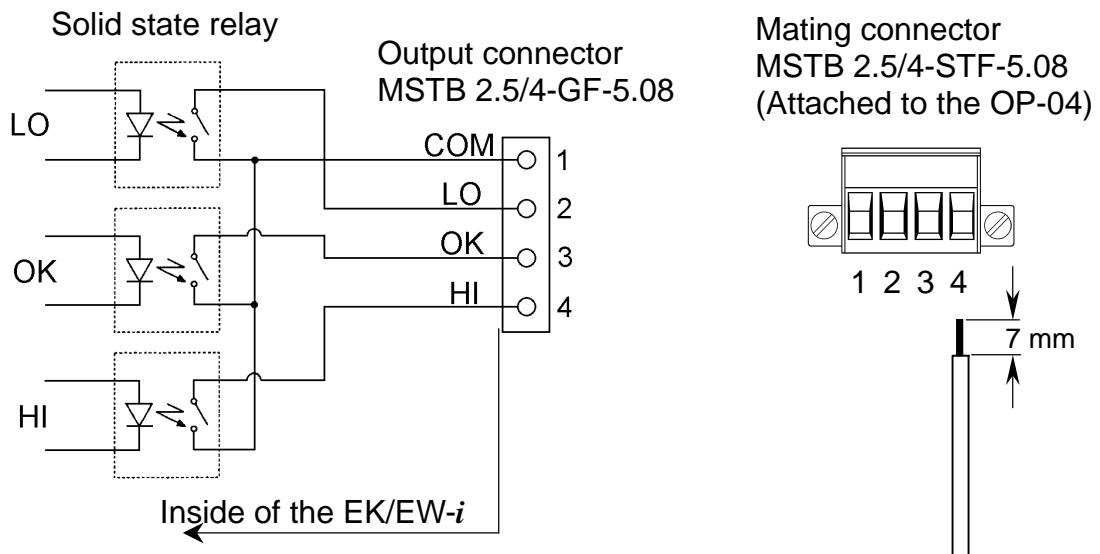 Solid state relay
Output connector
MSTB 2.5/4-GF-5.08
Mating connector
MSTB 2.5/4-STF-5.08
(Attached to the OP-04)
LO
OK
HI
COM
LO
OK
HI
1
2
3
4
1 2 3 4
7 mm
Inside of the EK/EW-i